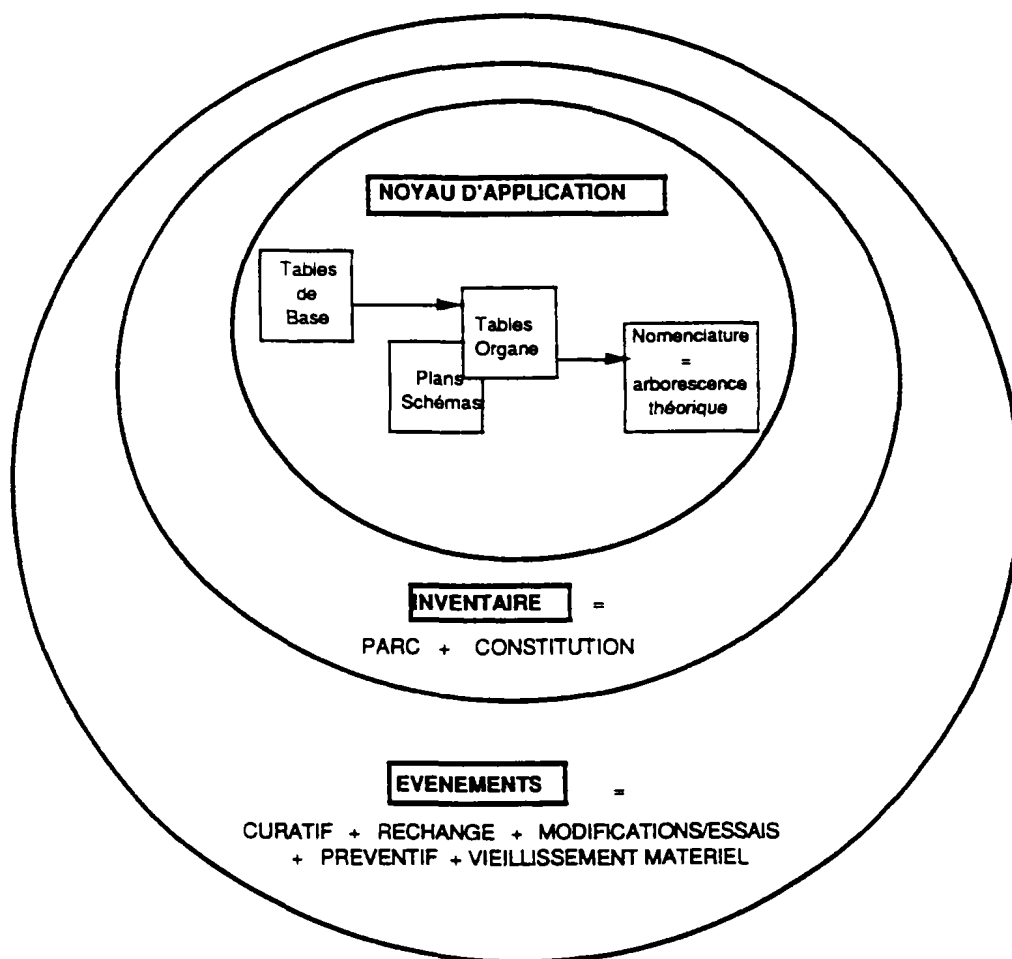 NOYAU D'APPLICATION
Tables
de
Base
Tables
Organe
Plans
Schémas
Nomenclature
=
arborescence
théorique
INVENTAIRE =
PARC + CONSTITUTION
EVENEMENTS =
CURATIF + RECHANGE + MODIFICATIONS/ESSAIS
+ PREVENTIF + VIEILLISSEMENT MATERIEL